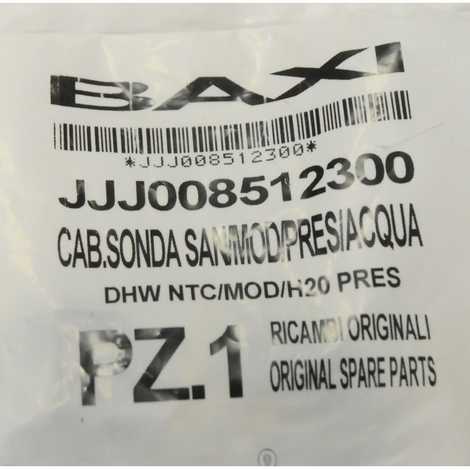 BAXI
*JJJ008512300*
JJJ008512300
CAB.SONDA SAN/MOD/PRES/ACQUA
DHW NTC/MOD/H20 PRES
PZ.1
RICAMBI ORIGINALI
ORIGINAL SPARE PARTS